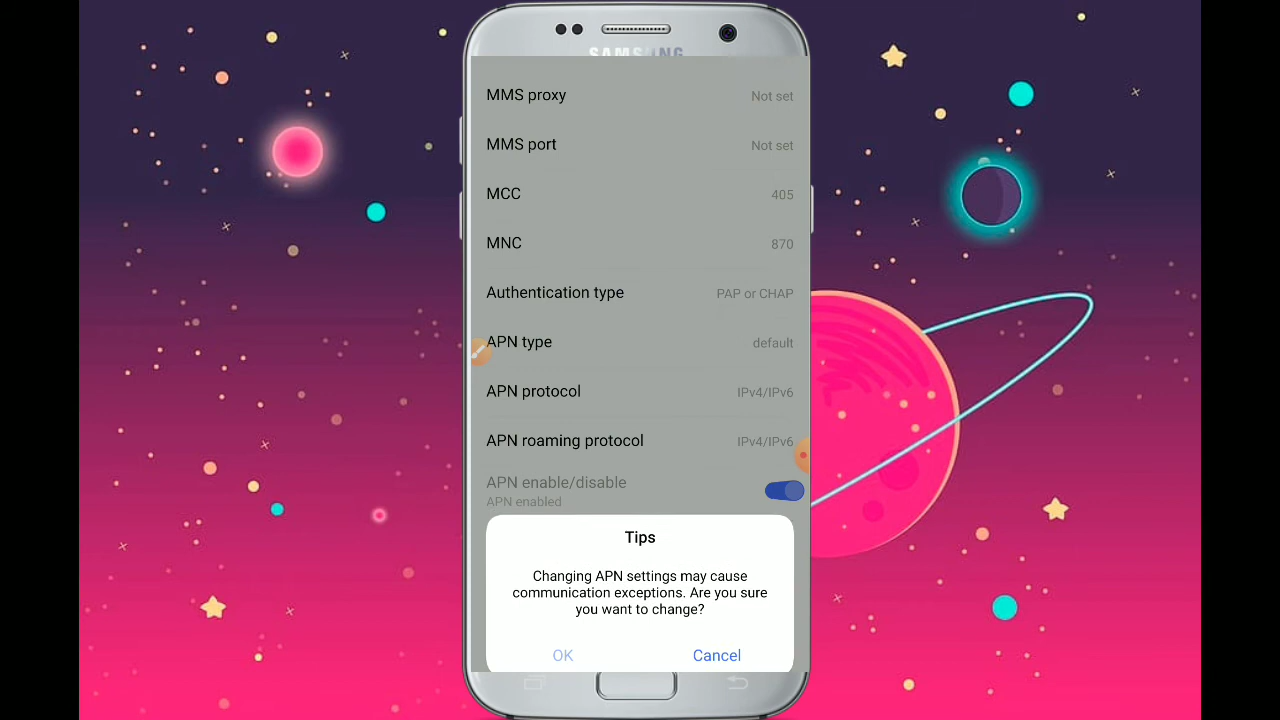 SAMSUNG
MMS proxy Not set
MMS port Not set
MCC 405
MNC 870
Authentication type PAP or CHAP
APN type default
APN protocol IPv4/IPv6
APN roaming protocol IPv4/IPv6
APN enable/disable
APN enabled
Tips
Changing APN settings may cause
communication exceptions. Are you sure
you want to change?
OK Cancel